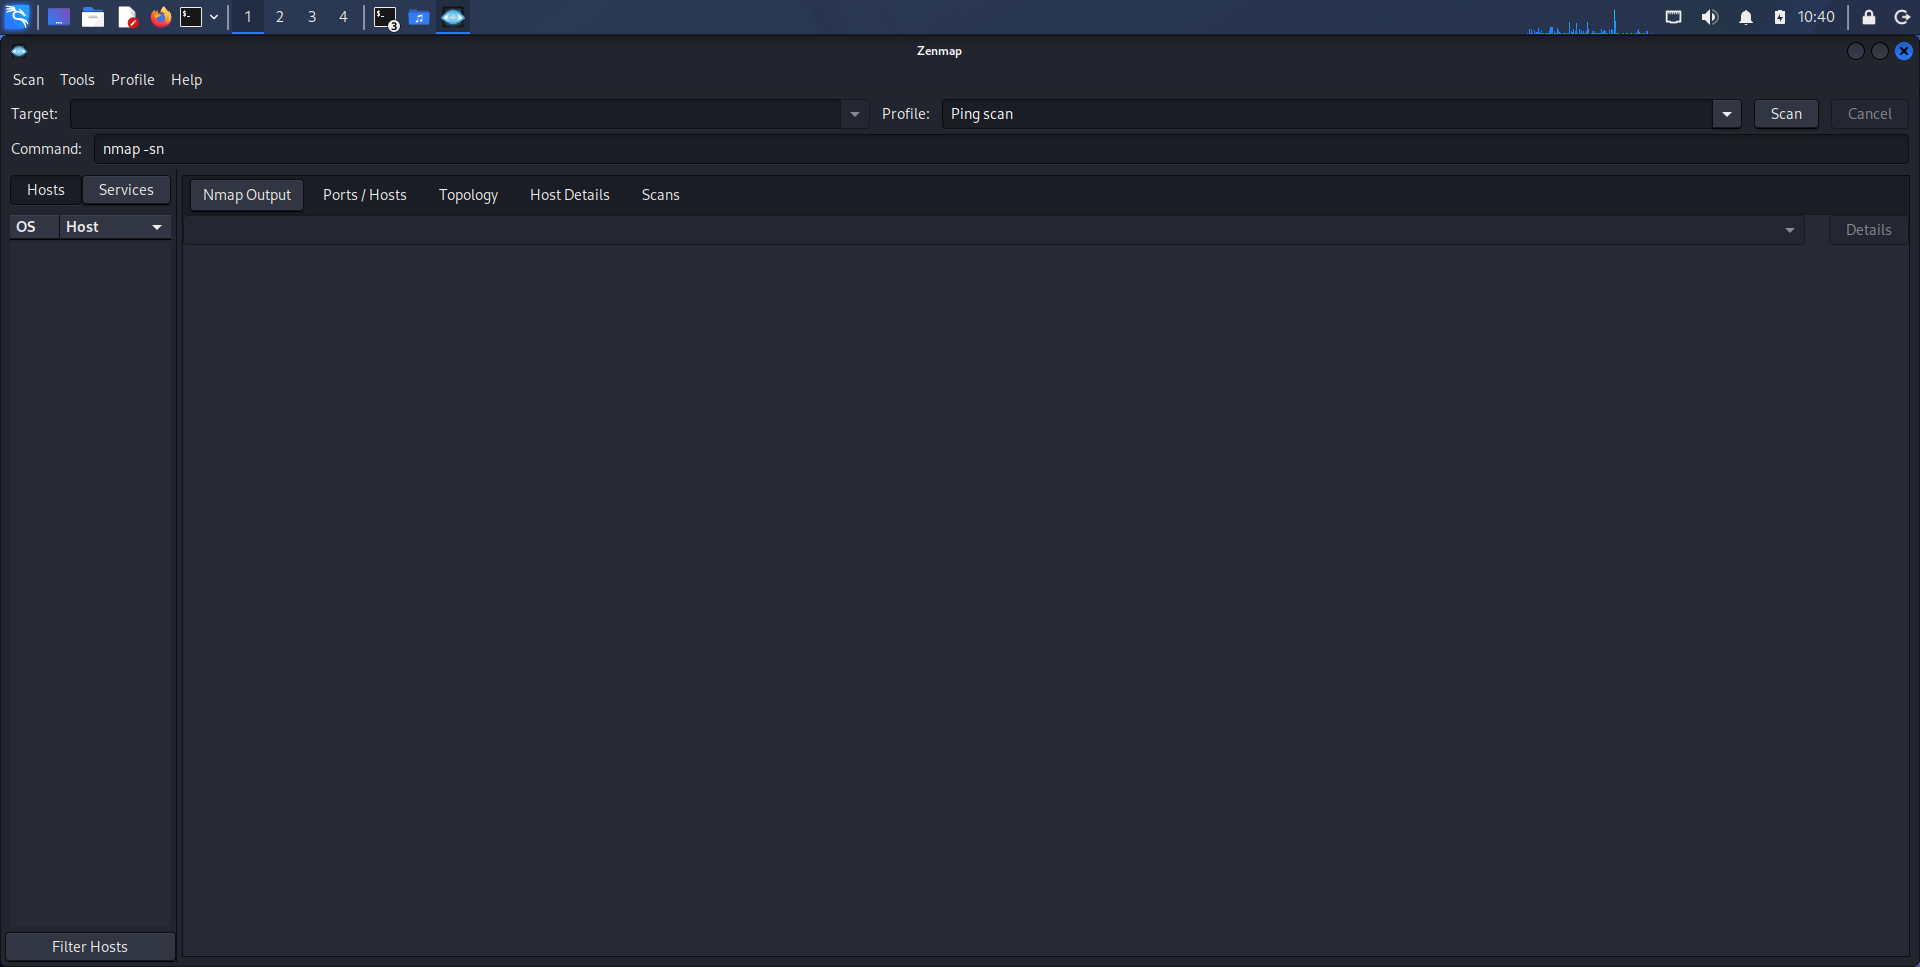 1 2 3 4 3 10:40
Zenmap
Scan Tools Profile Help
Target: Profile: Ping scan Scan Cancel
Command: nmap -sn
Hosts Services Nmap Output Ports / Hosts Topology Host Details Scans
OS Host Details
Filter Hosts